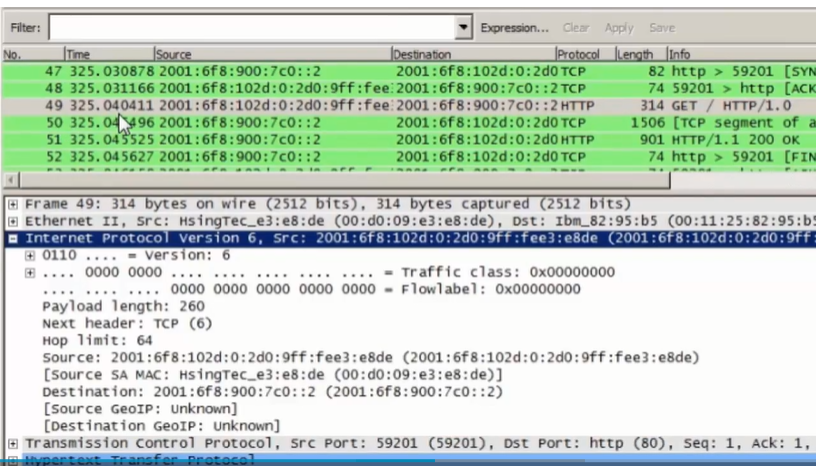 Filter: Expression... Clear Apply Save
No. Time Source Destination Protocol Length Info
47 325.030878 2001:6f8:900:7c0::2 2001:6f8:102d:0:2d0 TCP 82 http > 59201 [SYN
48 325.031166 2001:6f8:102d:0:2d0:9ff:fee 2001:6f8:900:7c0::2 TCP 74 59201 > http [ACK
49 325.040411 2001:6f8:102d:0:2d0:9ff:fee 2001:6f8:900:7c0::2 HTTP 314 GET / HTTP/1.0
50 2001:6f8:900:7c0::2 2001:6f8:102d:0:2d0 TCP 1506 [TCP segment of a
51 325.045525 2001:6f8:900:7c0::2 2001:6f8:102d:0:2d0 HTTP 901 HTTP/1.1 200 OK
52 325.045627 2001:6f8:900:7c0::2 2001:6f8:102d:0:2d0 TCP 74 http > 59201 [FIN
Frame 49: 314 bytes on wire (2512 bits), 314 bytes captured (2512 bits)
Ethernet II, Src: HsingTec_e3:e8:de (00:d0:09:e3:e8:de), Dst: Ibm_82:95:b5 (00:11:25:82:95:b5
Internet Protocol Version 6, Src: 2001:6f8:102d:0:2d0:9ff:fee3:e8de (2001:6f8:102d:0:2d0:9ff:
0110 .... = Version: 6
.... 0000 0000 .... .... .... .... .... = Traffic class: 0x00000000
.... .... .... 0000 0000 0000 0000 0000 = Flowlabel: 0x00000000
Payload length: 260
Next header: TCP (6)
Hop limit: 64
Source: 2001:6f8:102d:0:2d0:9ff:fee3:e8de (2001:6f8:102d:0:2d0:9ff:fee3:e8de)
[Source SA MAC: HsingTec_e3:e8:de (00:d0:09:e3:e8:de)]
Destination: 2001:6f8:900:7c0::2 (2001:6f8:900:7c0::2)
[Source GeoIP: Unknown]
[Destination GeoIP: Unknown]
Transmission Control Protocol, Src Port: 59201 (59201), Dst Port: http (80), Seq: 1, Ack: 1,
Hypertext Transfer Protocol